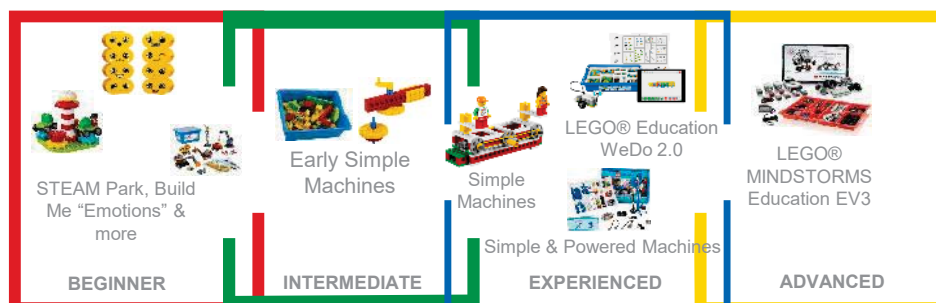 STEAM Park, Build
Me “Emotions” &
more
BEGINNER
Early Simple
Machines
INTERMEDIATE
Simple
Machines
LEGO® Education
WeDo 2.0
Simple & Powered Machines
EXPERIENCED
LEGO®
MINDSTORMS
Education EV3
ADVANCED